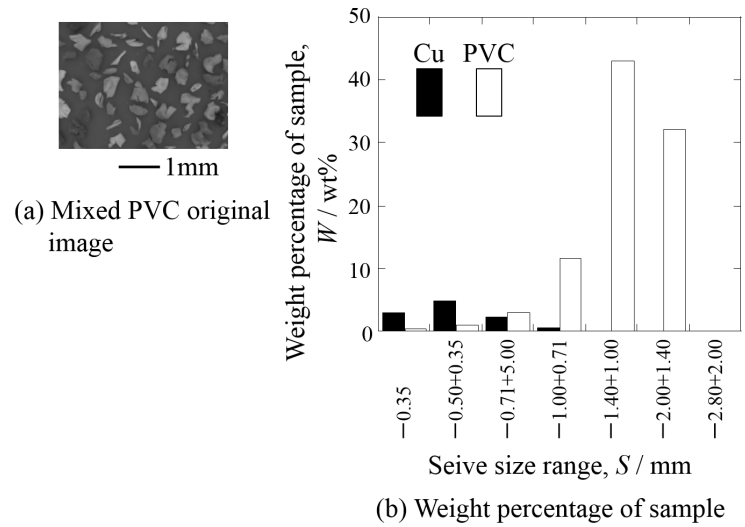 1mm
(a) Mixed PVC original
image
Weight percentage of sample,
W / wt%
50
40
30
20
10
0
Cu PVC
−0.35
−0.50+0.35
−0.71+5.00
−1.00+0.71
−1.40+1.00
−2.00+1.40
−2.80+2.00
Seive size range, S / mm
(b) Weight percentage of sample